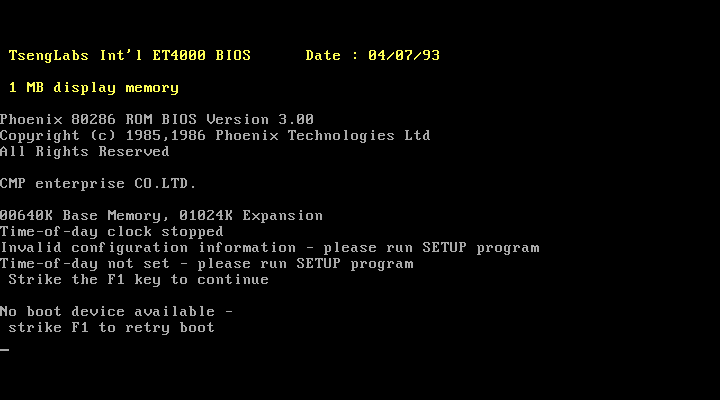 TsengLabs Int'l ET4000 BIOS      Date : 04/07/93
1 MB display memory
Phoenix 80286 ROM BIOS Version 3.00
Copyright (c) 1985,1986 Phoenix Technologies Ltd
All Rights Reserved
CMP enterprise CO.LTD.
00640K Base Memory, 01024K Expansion
Time-of-day clock stopped
Invalid configuration information - please run SETUP program
Time-of-day not set - please run SETUP program
Strike the F1 key to continue
No boot device available -
strike F1 to retry boot
_